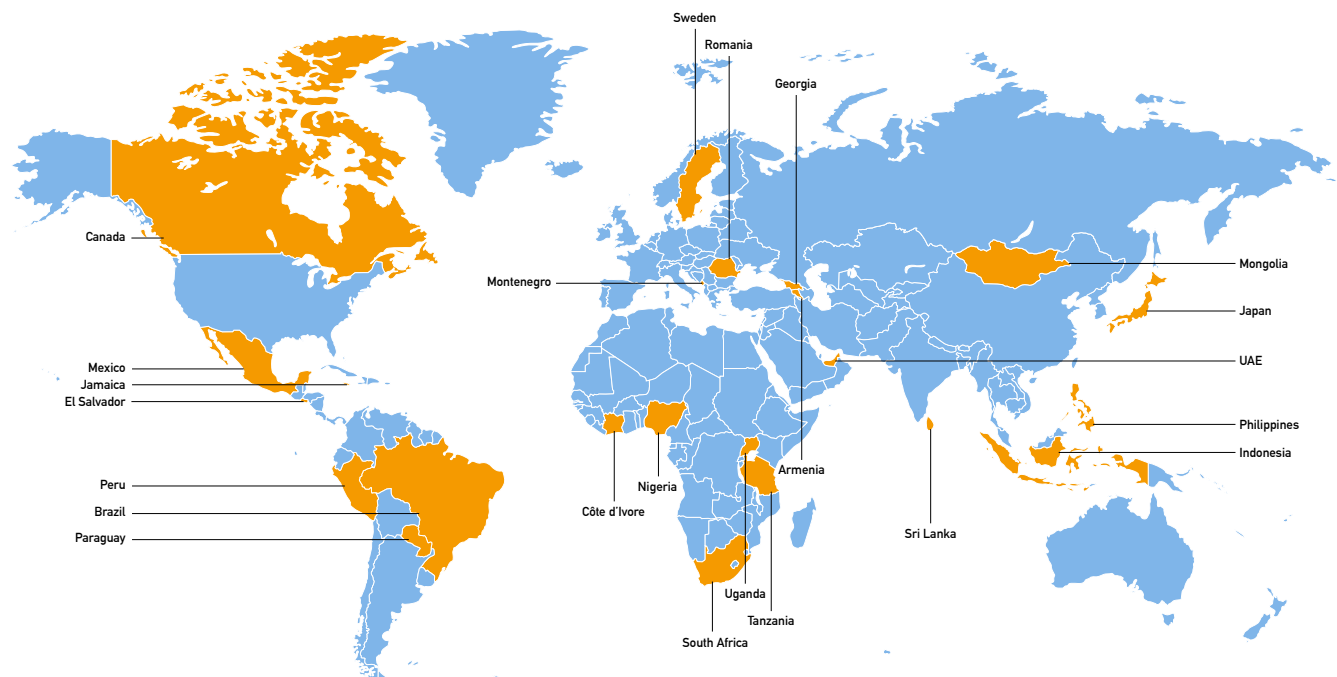 Sweden
Romania
Georgia
Canada
Montenegro
Mongolia
Japan
Mexico
UAE
Jamaica
El Salvador
Philippines
Indonesia
Armenia
Peru
Nigeria
Brazil
Côte d'Ivore
Sri Lanka
Paraguay
Uganda
Tanzania
South Africa